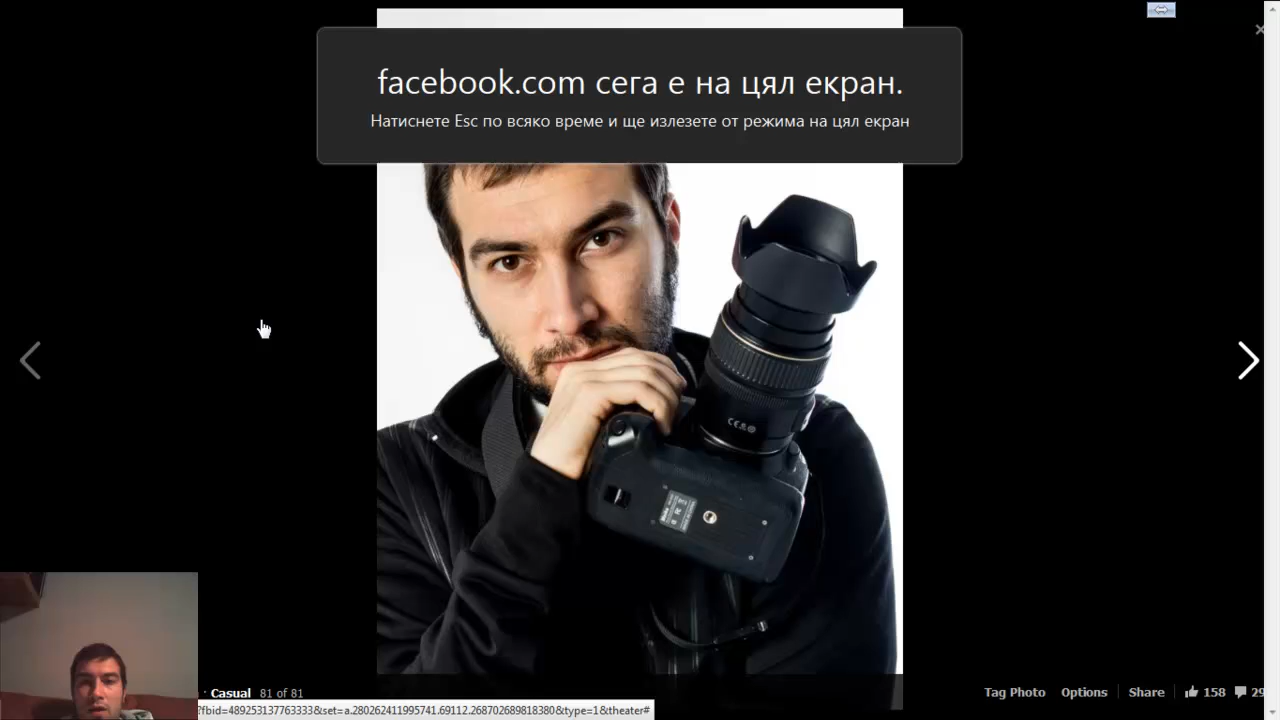 facebook.com сега е на цял екран.
Натиснете Esc по всяко време и ще излезете от режима на цял екран
· Casual 81 of 81
Tag Photo Options Share 158 29
?fbid=489253137763333&set=a.280262411995741.69112.268702689818380&type=1&theater#